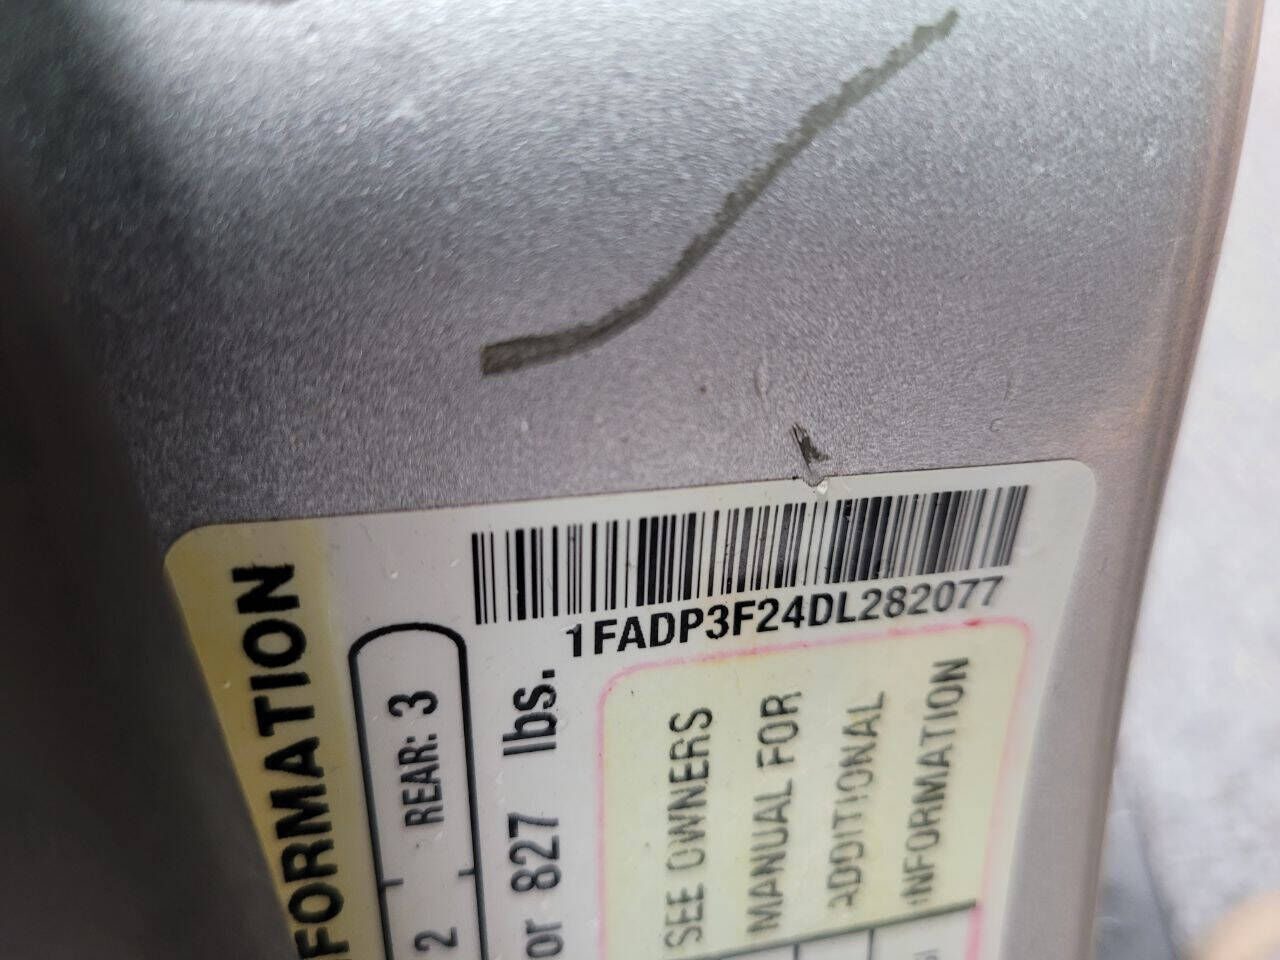 1FADP3F24DL282077
FORMATION
2 REAR: 3
or 827 lbs.
SEE OWNERS
MANUAL FOR
ADDITIONAL
INFORMATION